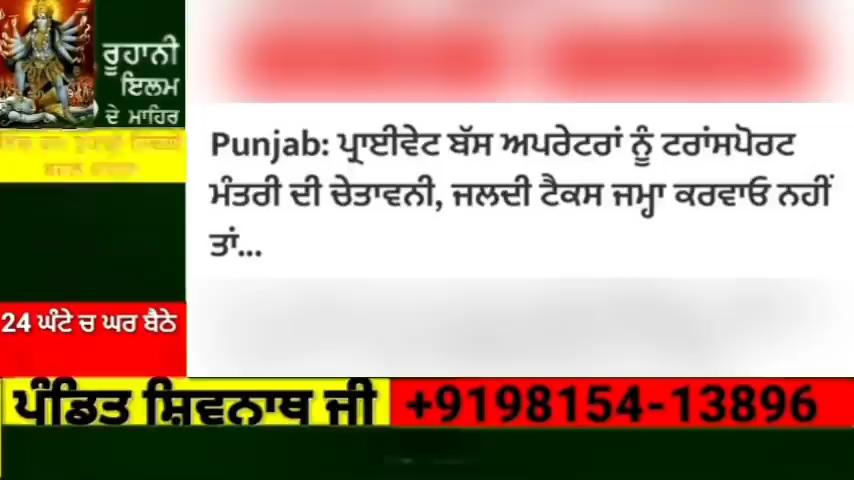 ਰੂਹਾਨੀ
ਇਲਮ
ਦੇ ਮਾਹਿਰ
Punjab: ਪ੍ਰਾਈਵੇਟ ਬੱਸ ਅਪਰੇਟਰਾਂ ਨੂੰ ਟਰਾਂਸਪੋਰਟ
ਮੰਤਰੀ ਦੀ ਚੇਤਾਵਨੀ, ਜਲਦੀ ਟੈਕਸ ਜਮ੍ਹਾ ਕਰਵਾਓ ਨਹੀਂ
ਤਾਂ...
24 ਘੰਟੇ ਚ ਘਰ ਬੈਠੇ
ਪੰਡਿਤ ਸ਼ਿਵਨਾਥ ਜੀ +9198154-13896